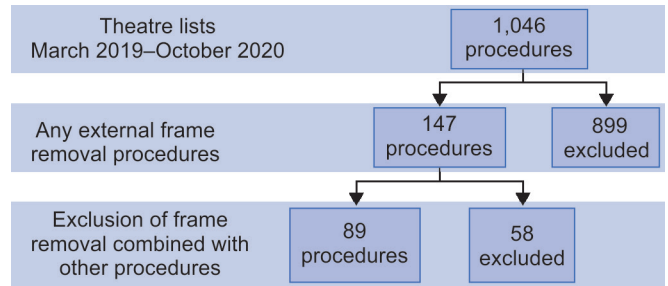 Theatre lists
March 2019–October 2020
1,046
procedures
Any external frame
removal procedures
147
procedures
899
excluded
Exclusion of frame
removal combined with
other procedures
89
procedures
58
excluded